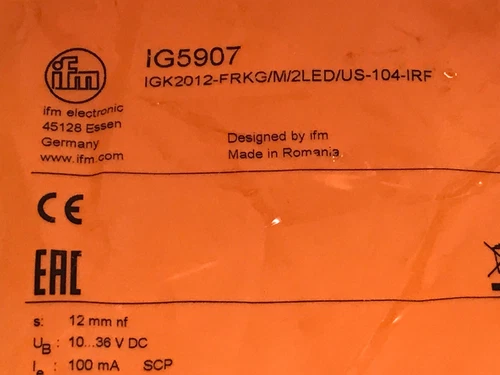 ifm
IG5907
IGK2012-FRKG/M/2LED/US-104-IRF
ifm electronic
45128 Essen
Germany
www.ifm.com
Designed by ifm
Made in Romania
CE
EAC
s: 12 mm nf
UB : 10...36 V DC
Ie : 100 mA SCP